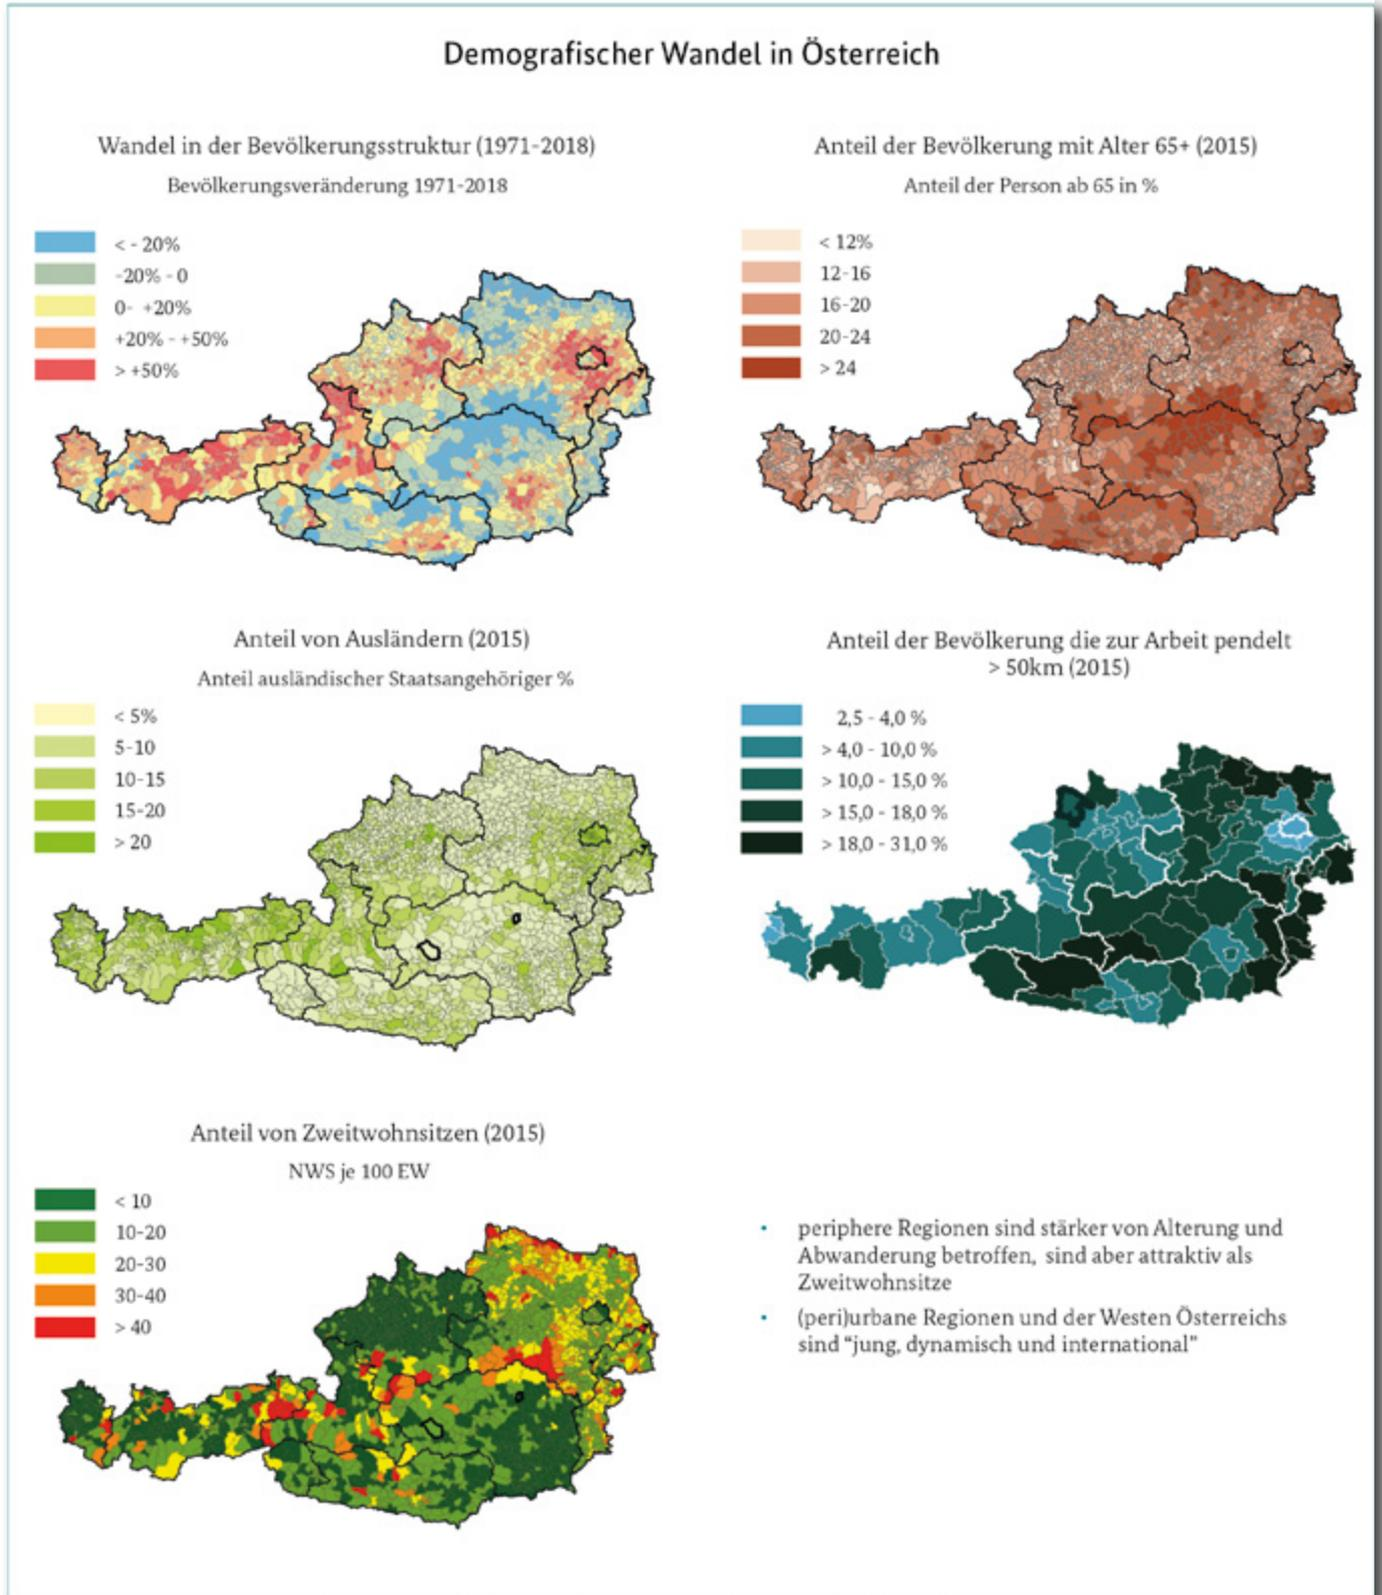 Demografischer Wandel in Österreich
Wandel in der Bevölkerungsstruktur (1971-2018)
Bevölkerungsveränderung 1971-2018
< - 20%
-20% - 0
0- +20%
+20% - +50%
> +50%
Anteil der Bevölkerung mit Alter 65+ (2015)
Anteil der Person ab 65 in %
< 12%
12-16
16-20
20-24
> 24
Anteil von Ausländern (2015)
Anteil ausländischer Staatsangehöriger %
< 5%
5-10
10-15
15-20
> 20
Anteil der Bevölkerung die zur Arbeit pendelt
> 50km (2015)
2,5 - 4,0 %
> 4,0 - 10,0 %
> 10,0 - 15,0 %
> 15,0 - 18,0 %
> 18,0 - 31,0 %
Anteil von Zweitwohnsitzen (2015)
NWS je 100 EW
< 10
10-20
20-30
30-40
> 40
• periphere Regionen sind stärker von Alterung und
Abwanderung betroffen, sind aber attraktiv als
Zweitwohnsitze
• (peri)urbane Regionen und der Westen Österreichs
sind “jung, dynamisch und international”